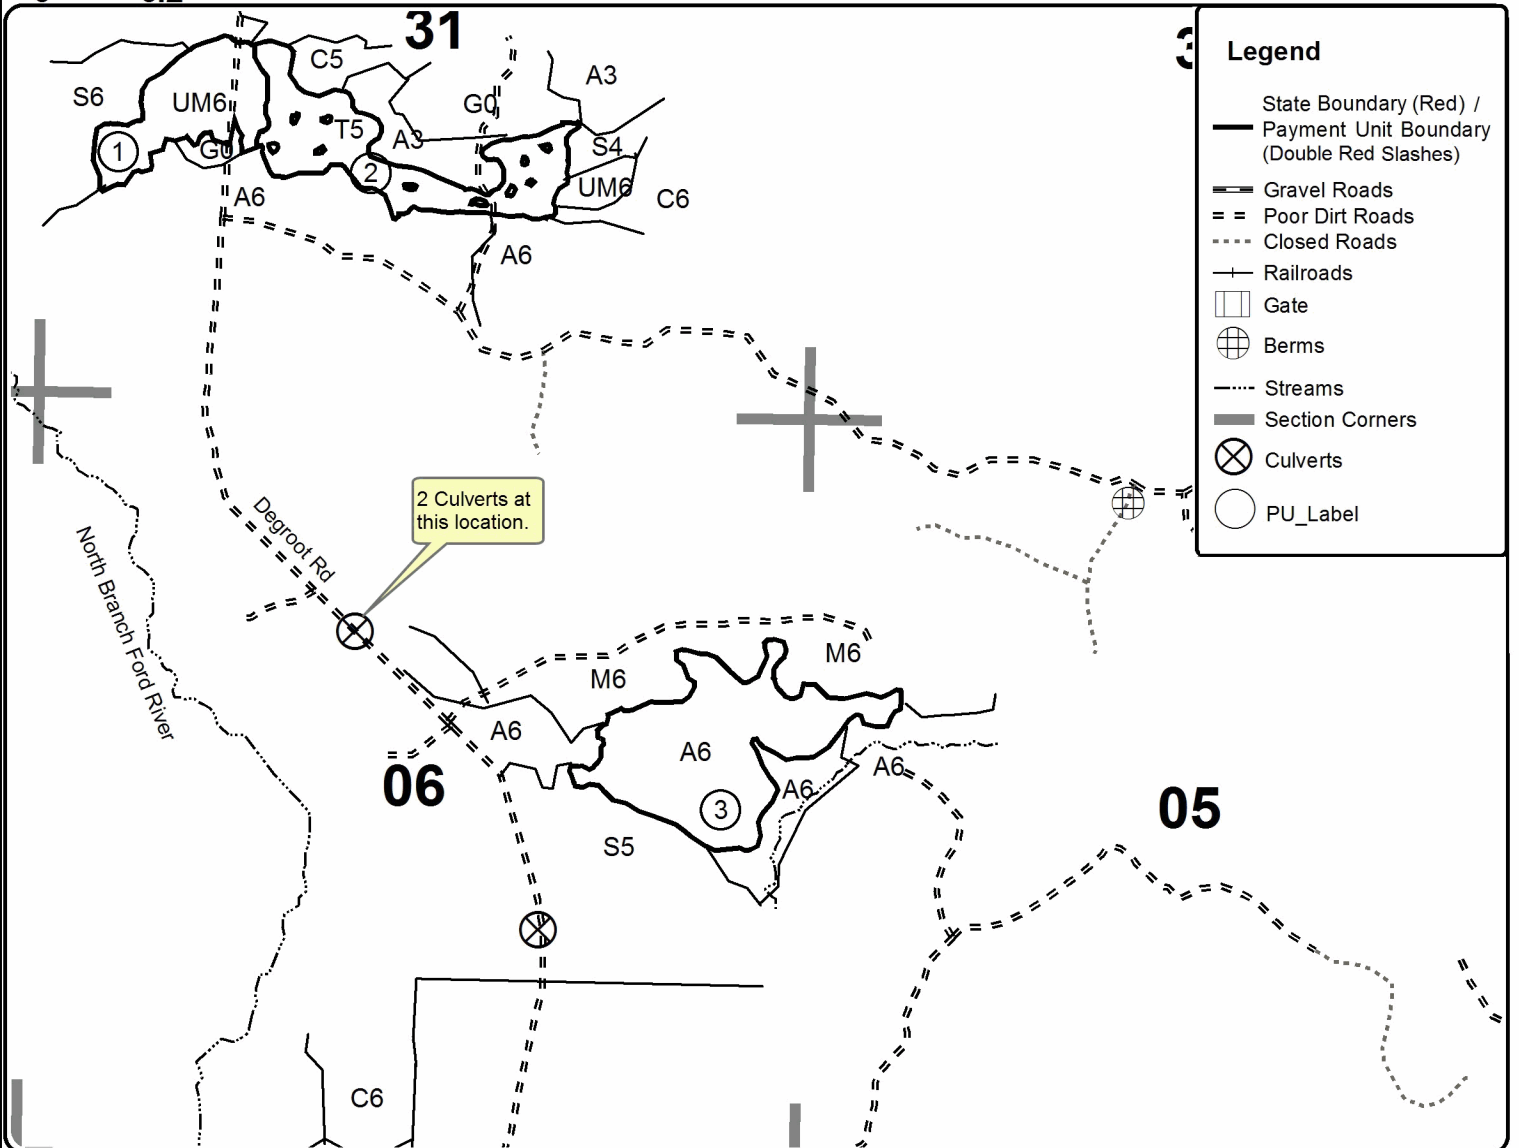 31
C5
S6
UM6
T5
G0
A3
A3
G0
1
2
S4
UM6
C6
A6
A6
Legend
State Boundary (Red) /
Payment Unit Boundary
(Double Red Slashes)
Gravel Roads
Poor Dirt Roads
Closed Roads
Railroads
Gate
Berms
Streams
Section Corners
Culverts
PU_Label
2 Culverts at
this location.
Degroot Rd
North Branch Ford River
M6
M6
A6
A6
A6
A6
06
3
S5
05
C6